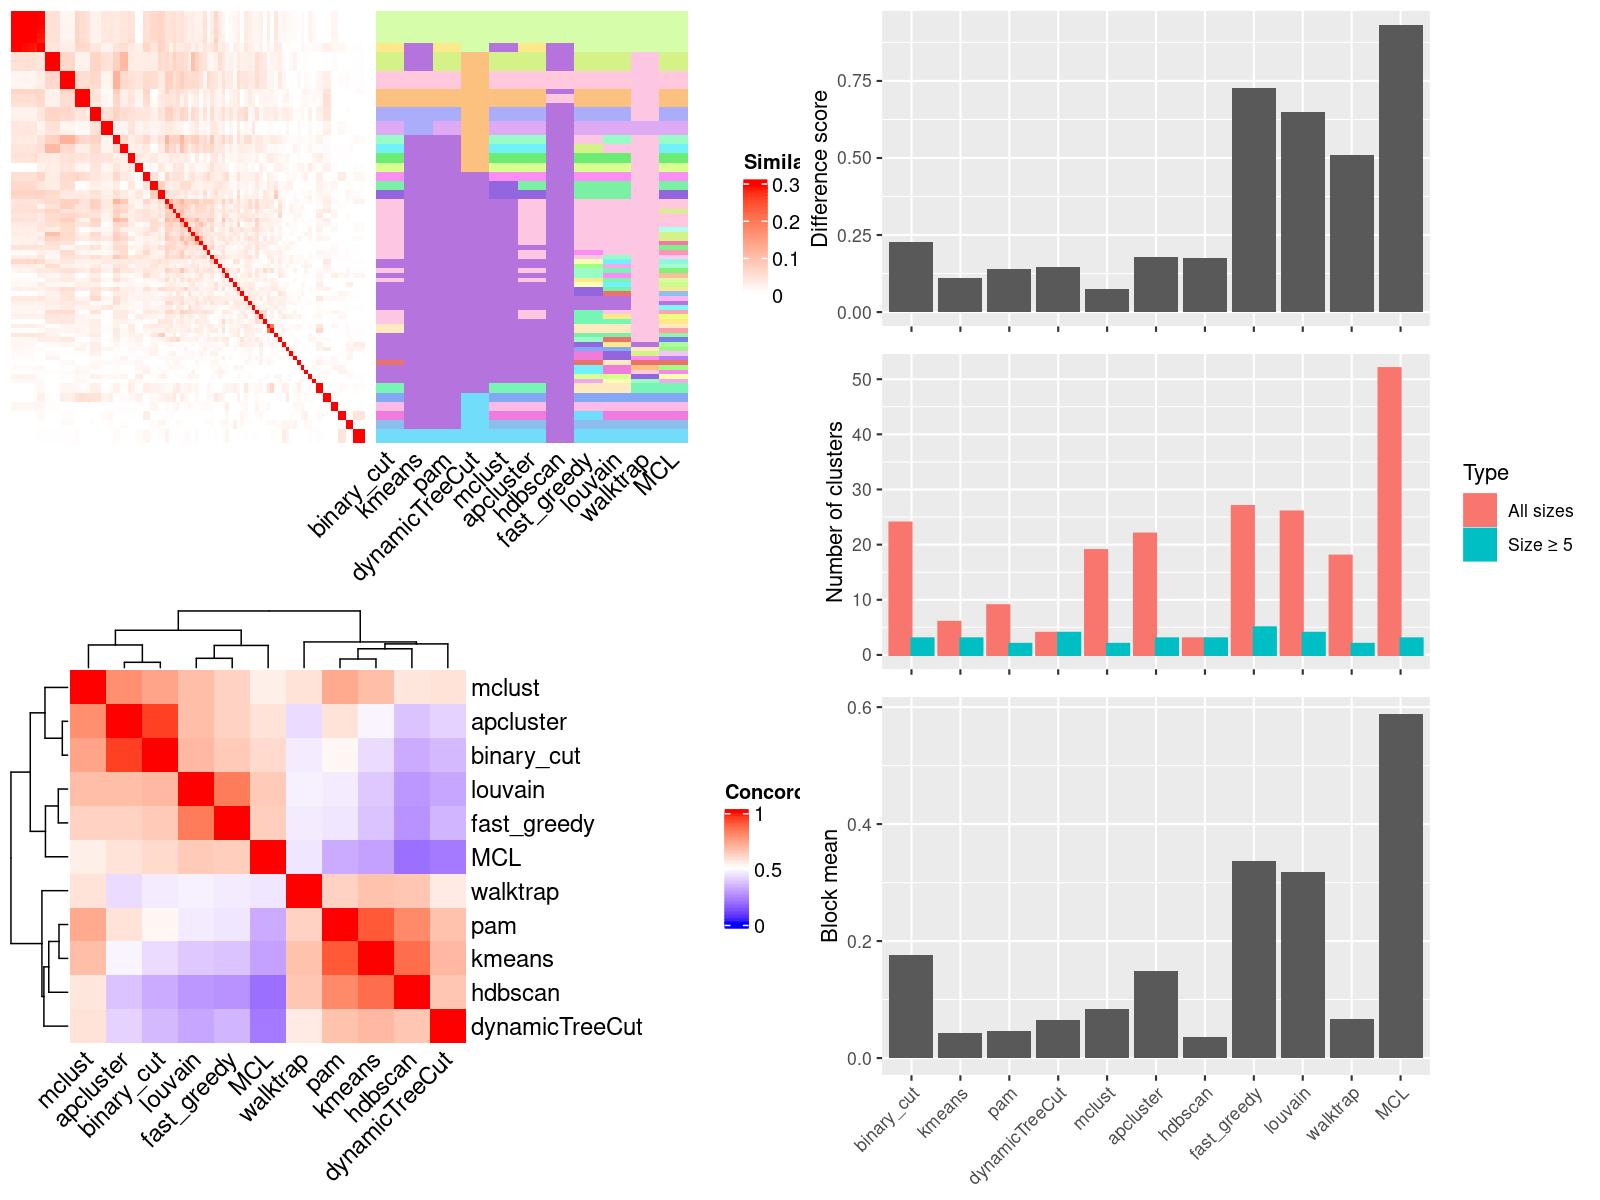 Simila
0.3
0.2
0.1
0
binary_cut
kmeans
pam
dynamicTreeCut
mclust
apcluster
hdbscan
fast_greedy
louvain
walktrap
MCL
mclust
apcluster
binary_cut
louvain
fast_greedy
MCL
walktrap
pam
kmeans
hdbscan
dynamicTreeCut
mclust
apcluster
binary_cut
louvain
fast_greedy
MCL
walktrap
pam
kmeans
hdbscan
dynamicTreeCut
Concord
1
0.5
0
Difference score
0.75
0.50
0.25
0.00
Number of clusters
50
40
30
20
10
0
Type
All sizes
Size ≥ 5
Block mean
0.6
0.4
0.2
0.0
binary_cut
kmeans
pam
dynamicTreeCut
mclust
apcluster
hdbscan
fast_greedy
louvain
walktrap
MCL